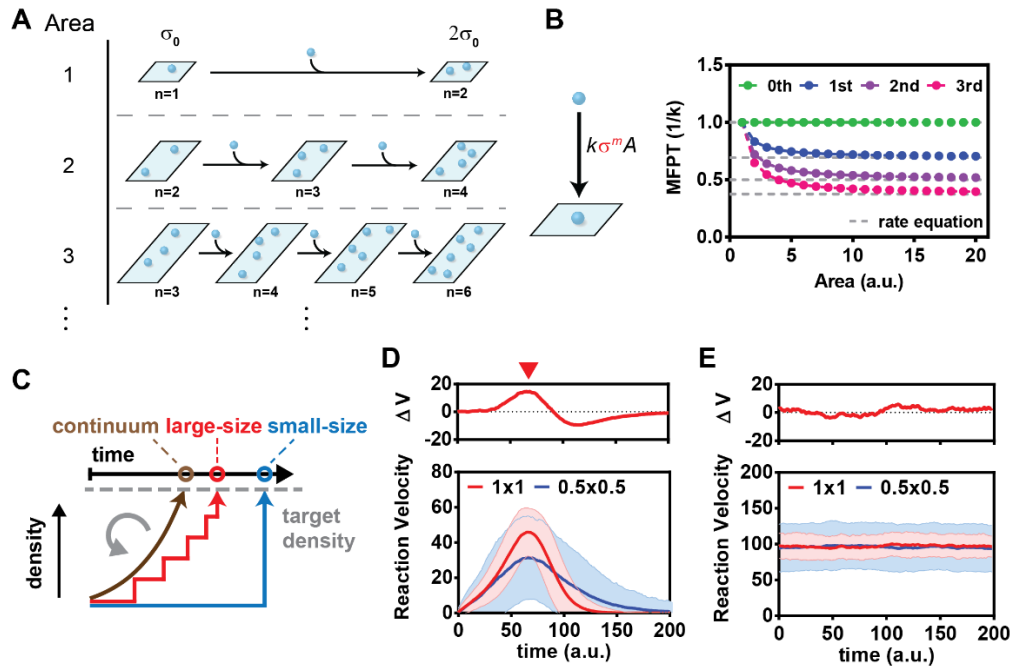 A
Area
σ₀
2σ₀
1
n=1
n=2
2
n=2
n=3
n=4
3
n=3
n=4
n=5
n=6
⋮
⋮
kσᵐA
B
MFPT (1/k)
1.5
1.0
0.5
0.0
0th 1st 2nd 3rd
rate equation
0 5 10 15 20
Area (a.u.)
C
continuum large-size small-size
time
target
density
density
D
Δ V
20
0
-20
Reaction Velocity
80
60
40
20
0
1x1 0.5x0.5
0 50 100 150 200
time (a.u.)
E
Δ V
20
0
-20
Reaction Velocity
200
150
100
50
0
1x1 0.5x0.5
0 50 100 150 200
time (a.u.)